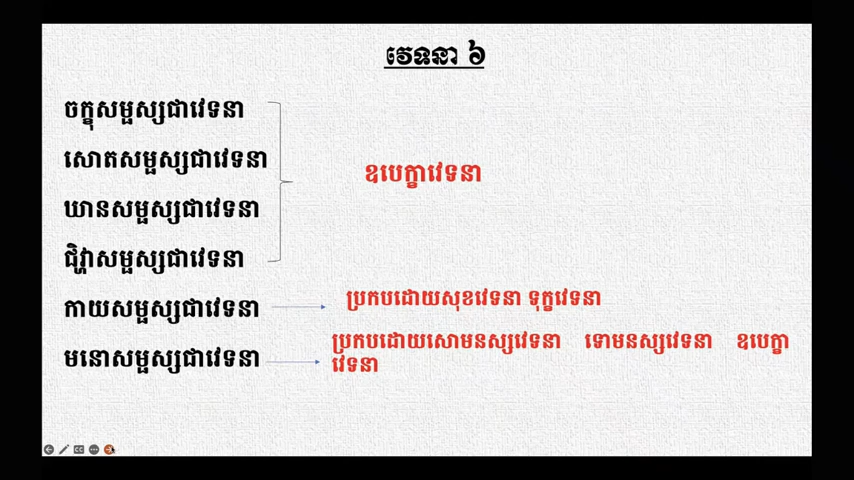 វេទនា ៦
ចក្ខុសម្ផស្សជាវេទនា
សោតសម្ផស្សជាវេទនា
ឃានសម្ផស្សជាវេទនា
ជិវ្ហាសម្ផស្សជាវេទនា
ឧបេក្ខាវេទនា
កាយសម្ផស្សជាវេទនា
ប្រកបដោយសុខវេទនា ទុក្ខវេទនា
មនោសម្ផស្សជាវេទនា
ប្រកបដោយសោមនស្សវេទនា ទោមនស្សវេទនា ឧបេក្ខា
វេទនា